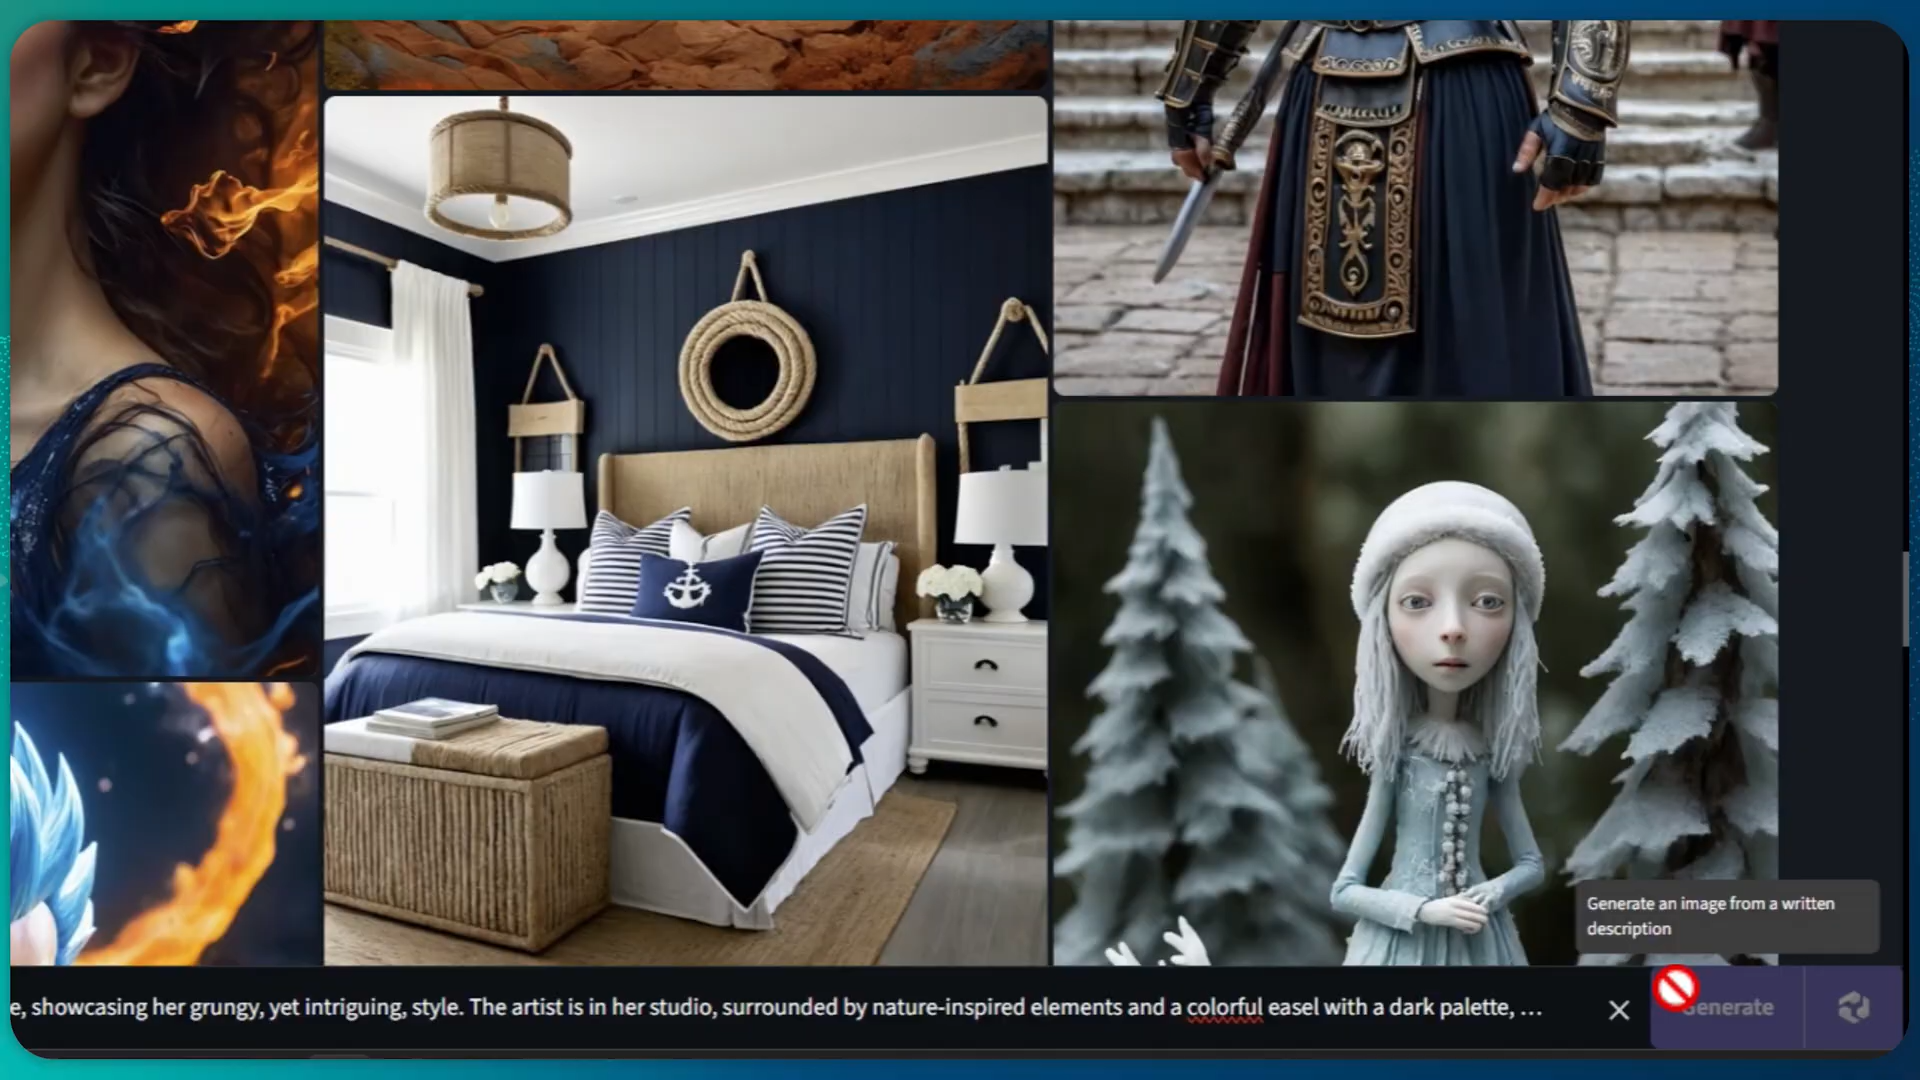 Generate an image from a written
description
e, showcasing her grungy, yet intriguing, style. The artist is in her studio, surrounded by nature-inspired elements and a colorful easel with a dark palette, ...
enerate